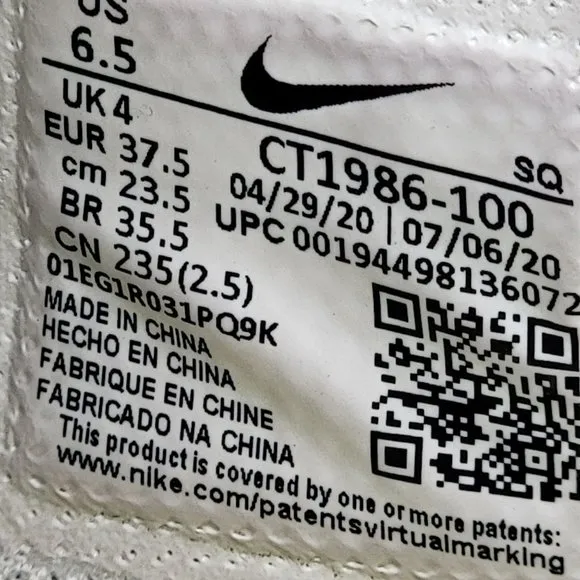 US
6.5
UK 4
EUR 37.5
cm 23.5
BR 35.5
CN 235(2.5)
01EG1R031PQ9K
SQ
CT1986-100
04/29/20 | 07/06/20
UPC 00194498136072
MADE IN CHINA
HECHO EN CHINA
FABRIQUE EN CHINE
FABRICADO NA CHINA
This product is covered by one or more patents:
www.nike.com/patentsvirtualmarking